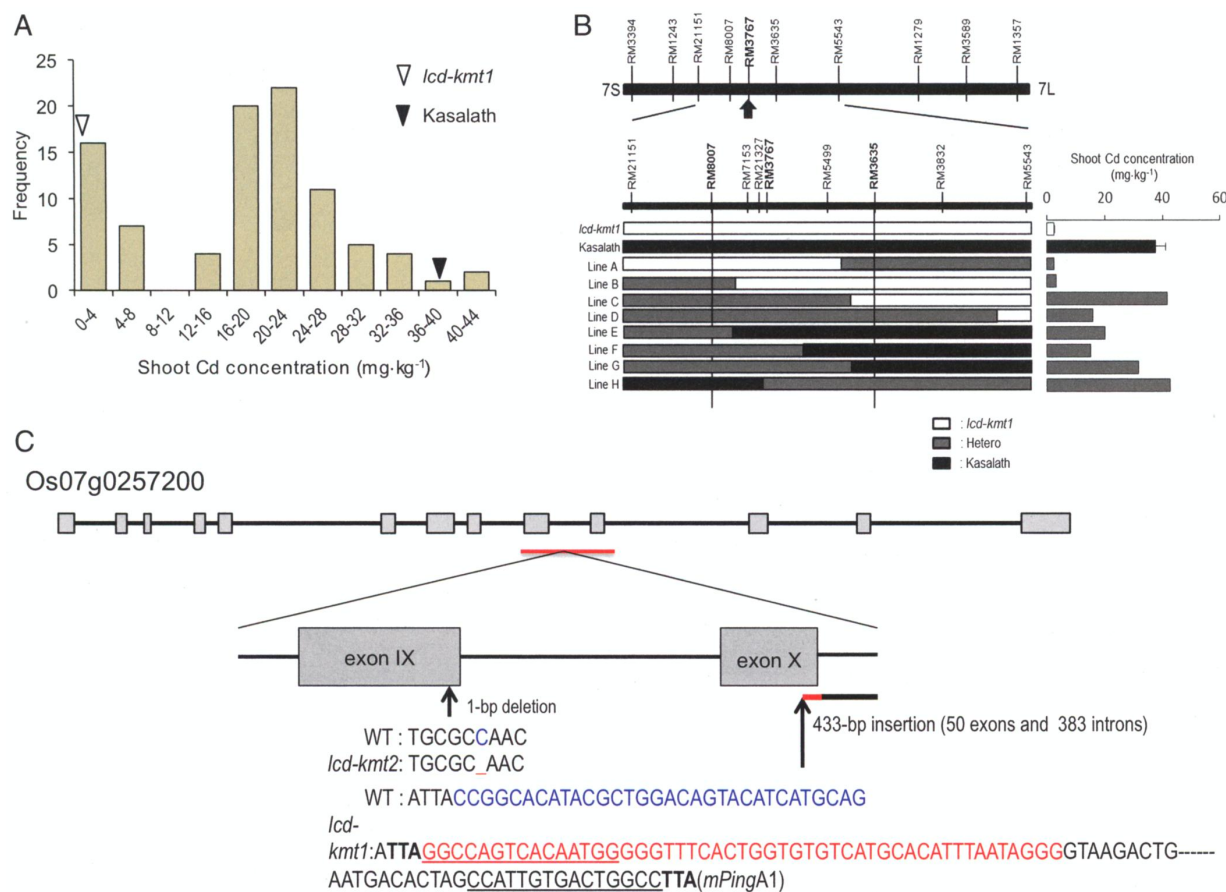 A
Frequency
25
20
15
10
5
0
lcd-kmt1
Kasalath
0-4
4-8
8-12
12-16
16-20
20-24
24-28
28-32
32-36
36-40
40-44
Shoot Cd concentration (mg·kg-1)
B
RM3394
RM1243
RM21151
RM8007
RM3767
RM3635
RM5543
RM1279
RM3589
RM1357
7S
7L
RM21151
RM8007
RM7153
RM21327
RM3767
RM5499
RM3635
RM3832
RM5543
Shoot Cd concentration
(mg·kg-1)
0 20 40 60
lcd-kmt1
Kasalath
Line A
Line B
Line C
Line D
Line E
Line F
Line G
Line H
: lcd-kmt1
: Hetero
: Kasalath
C
Os07g0257200
exon IX
exon X
1-bp deletion
433-bp insertion (50 exons and 383 introns)
WT : TGCGCCAAC
lcd-kmt2: TGCGC_AAC
WT : ATTACCGGCACATACGCTGGACAGTACATCATGCAG
lcd-
kmt1:ATTAGGCCAGTCACAATGGGGGTTTCACTGGTGTGTCATGCACATTTAATAGGGGTAAGACTG------
AATGACACTAGCCATTGTGACTGGCCTTA(mPingA1)